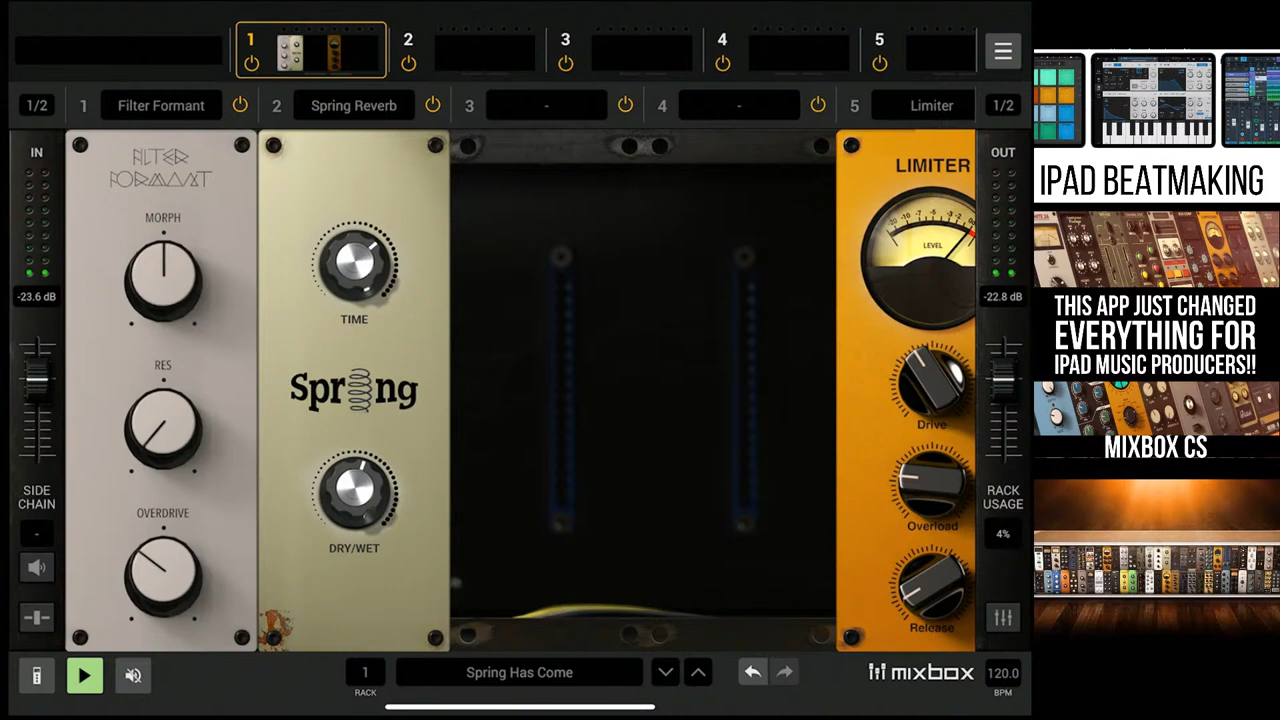 1
2
3
4
5
1/2
1
Filter Formant
2
Spring Reverb
3
-
4
-
5
Limiter
1/2
IN
-23.6 dB
SIDE
CHAIN
-
FILTER
FORMANT
MORPH
RES
OVERDRIVE
TIME
Spring
DRY/WET
LIMITER
LEVEL
Drive
Overload
Release
OUT
-22.8 dB
RACK
USAGE
4%
1
RACK
Spring Has Come
mixbox
120.0
BPM
IPAD BEATMAKING
THIS APP JUST CHANGED
EVERYTHING FOR
IPAD MUSIC PRODUCERS!!
MIXBOX CS